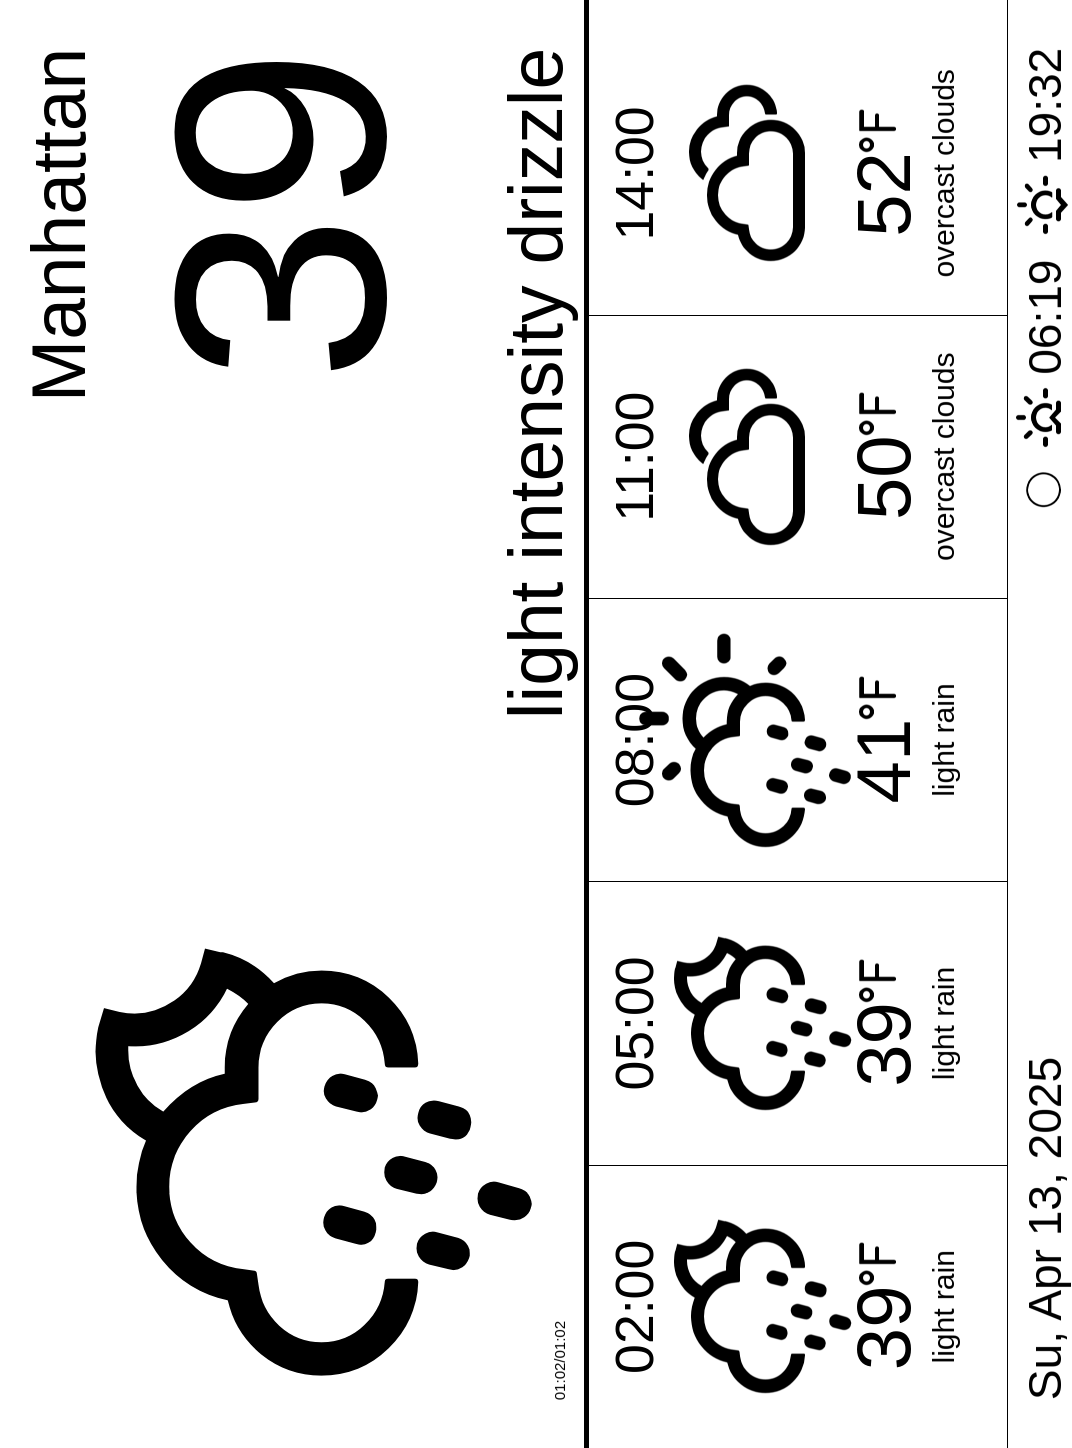 Manhattan
39
light intensity drizzle
01:02/01:02
02:00
39°F
light rain
05:00
39°F
light rain
08:00
41°F
light rain
11:00
50°F
overcast clouds
14:00
52°F
overcast clouds
Su, Apr 13, 2025
06:19 19:32